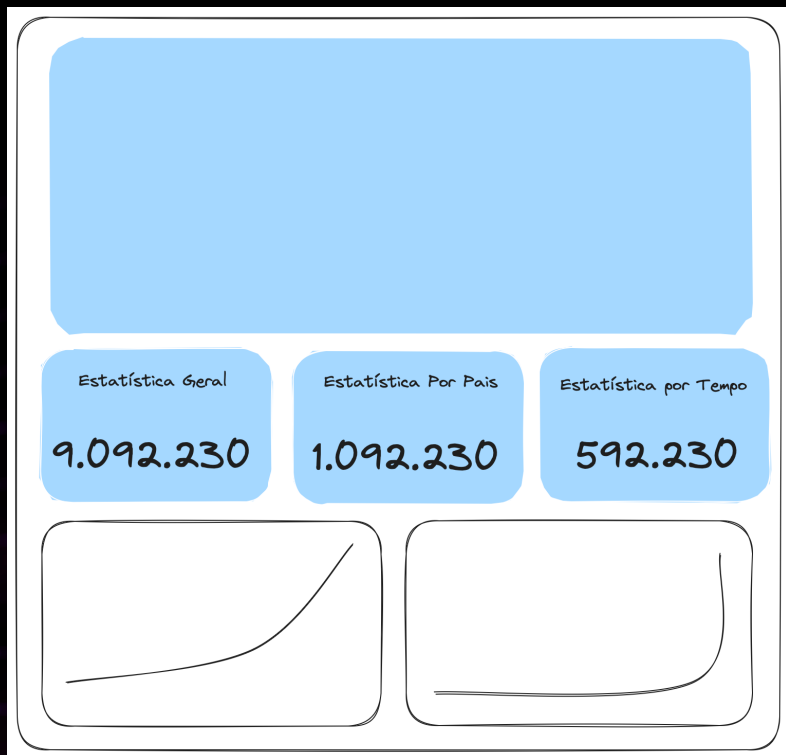 Estatística Geral
9.092.230
Estatística Por Pais
1.092.230
Estatística por Tempo
592.230